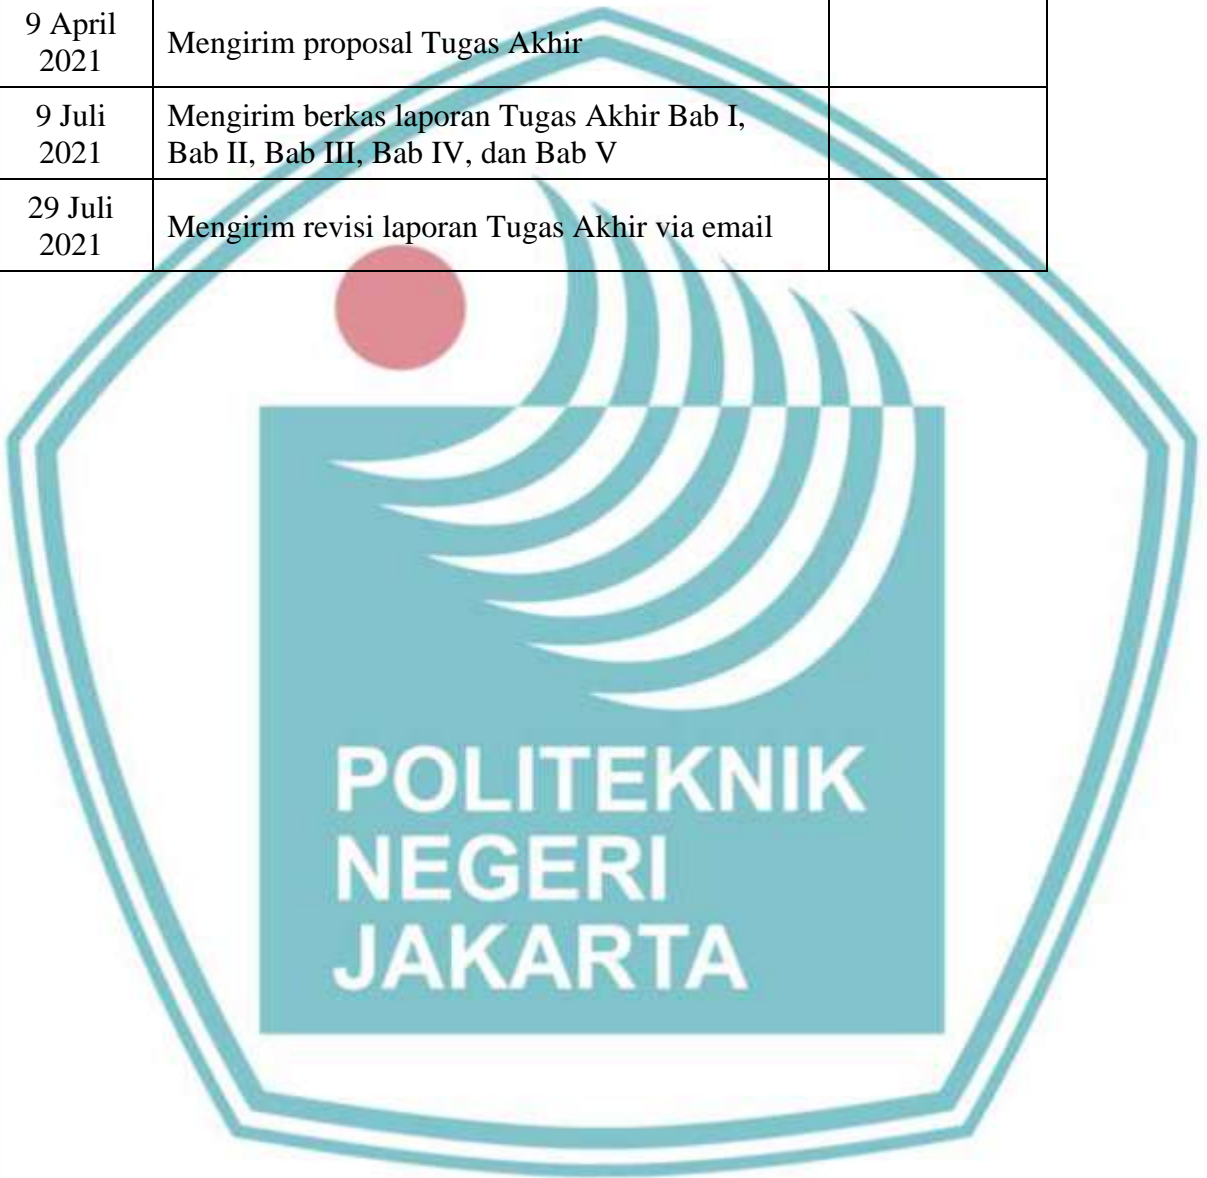 9 April
2021
Mengirim proposal Tugas Akhir
9 Juli
2021
Mengirim berkas laporan Tugas Akhir Bab I,
Bab II, Bab III, Bab IV, dan Bab V
29 Juli
2021
Mengirim revisi laporan Tugas Akhir via email
POLITEKNIK
NEGERI
JAKARTA